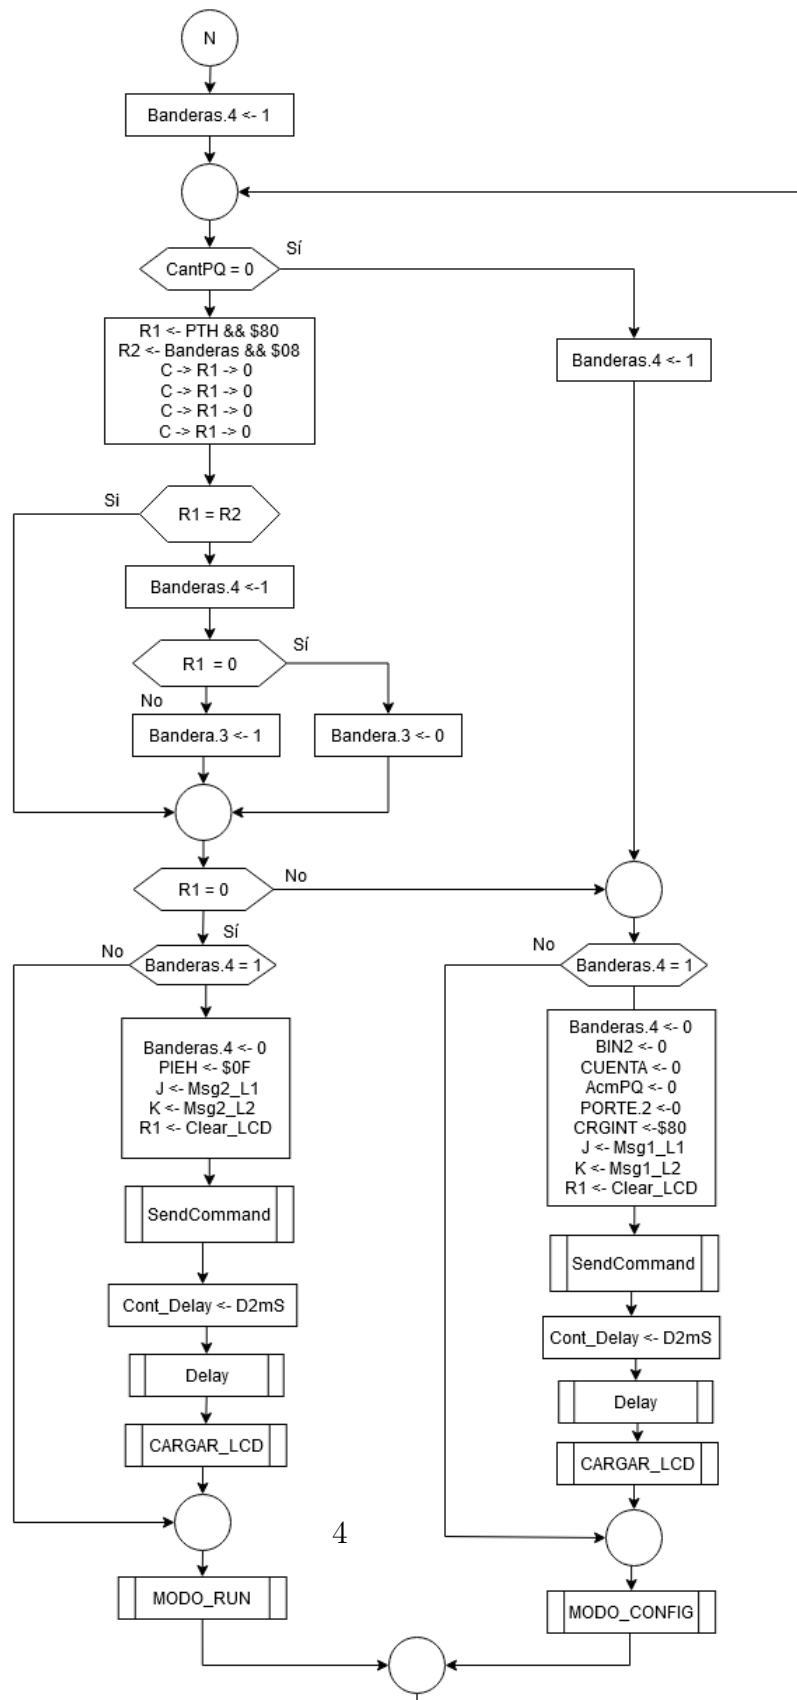 N
Banderas.4 <- 1
CantPQ = 0
Sí
R1 <- PTH && $80
R2 <- Banderas && $08
C -> R1 -> 0
C -> R1 -> 0
C -> R1 -> 0
C -> R1 -> 0
Banderas.4 <- 1
Si
R1 = R2
Banderas.4 <-1
R1 = 0
Sí
No
Bandera.3 <- 1
Bandera.3 <- 0
R1 = 0
No
Sí
No
Banderas.4 = 1
No
Banderas.4 = 1
Banderas.4 <- 0
PIEH <- $0F
J <- Msg2_L1
K <- Msg2_L2
R1 <- Clear_LCD
Banderas.4 <- 0
BIN2 <- 0
CUENTA <- 0
AcmPQ <- 0
PORTE.2 <-0
CRGINT <-$80
J <- Msg1_L1
K <- Msg1_L2
R1 <- Clear_LCD
SendCommand
SendCommand
Cont_Delay <- D2mS
Cont_Delay <- D2mS
Delay
Delay
CARGAR_LCD
CARGAR_LCD
4
MODO_RUN
MODO_CONFIG